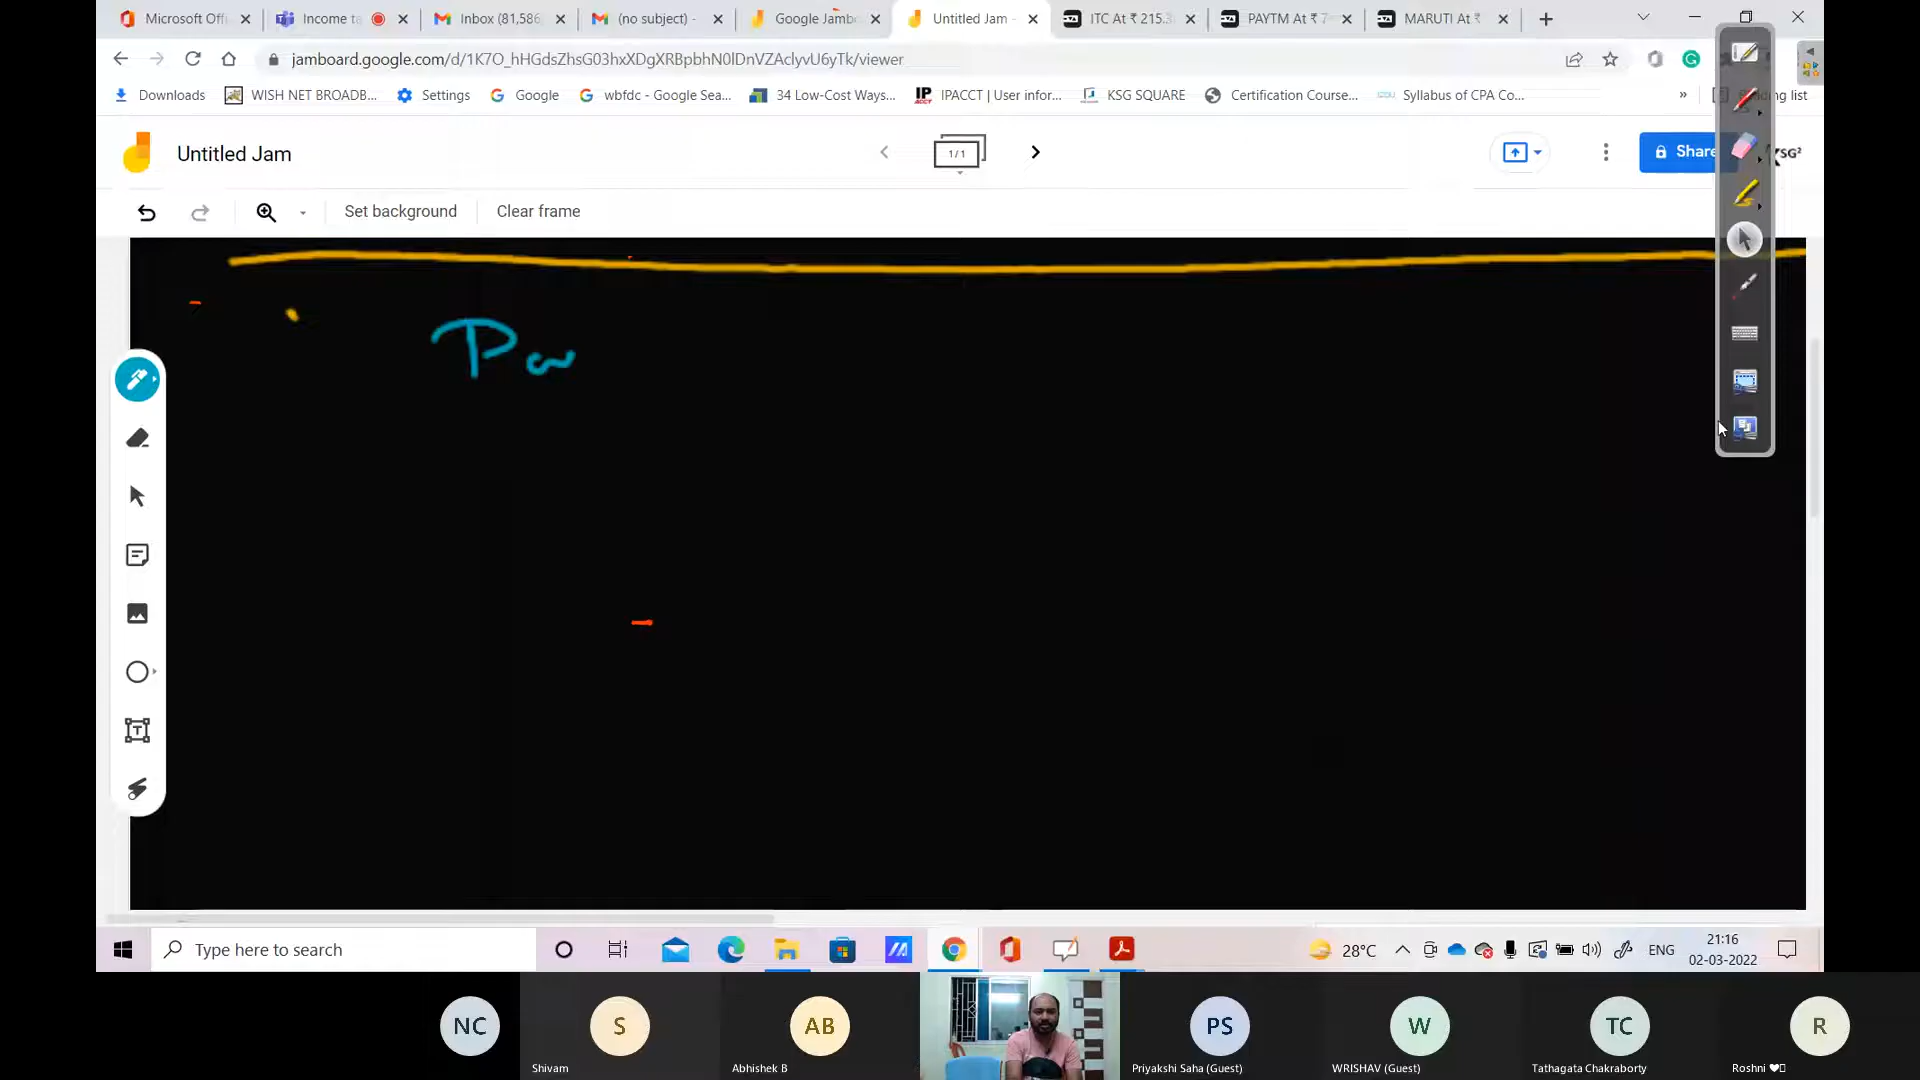 Microsoft Offi
Income ta
Inbox (81,586
(no subject) -
Google Jambo
Untitled Jam -
ITC At ₹ 215.3
PAYTM At ₹ 7
MARUTI At ₹
jamboard.google.com/d/1K7O_hHGdsZhsG03hxXDgXRBpbhN0lDnVZAclyvU6yTk/viewer
Downloads
WISH NET BROADB...
Settings
Google
wbfdc - Google Sea...
34 Low-Cost Ways...
IPACCT | User infor...
KSG SQUARE
Certification Course...
Syllabus of CPA Co...
»
ding list
Untitled Jam
1/1
Share
KSG²
Set background
Clear frame
Type here to search
28°C
ENG
21:16
02-03-2022
NC
S
AB
PS
W
TC
R
Shivam
Abhishek B
Priyakshi Saha (Guest)
WRISHAV (Guest)
Tathagata Chakraborty
Roshni ❤